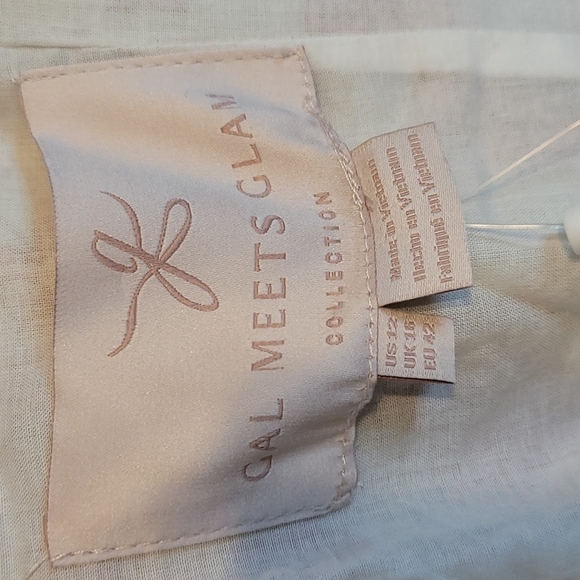 GAL MEETS GLAM
COLLECTION
Made in Vietnam
Hecho en Vietnam
Fabriqué au Vietnam
US 12
UK 16
EU 42